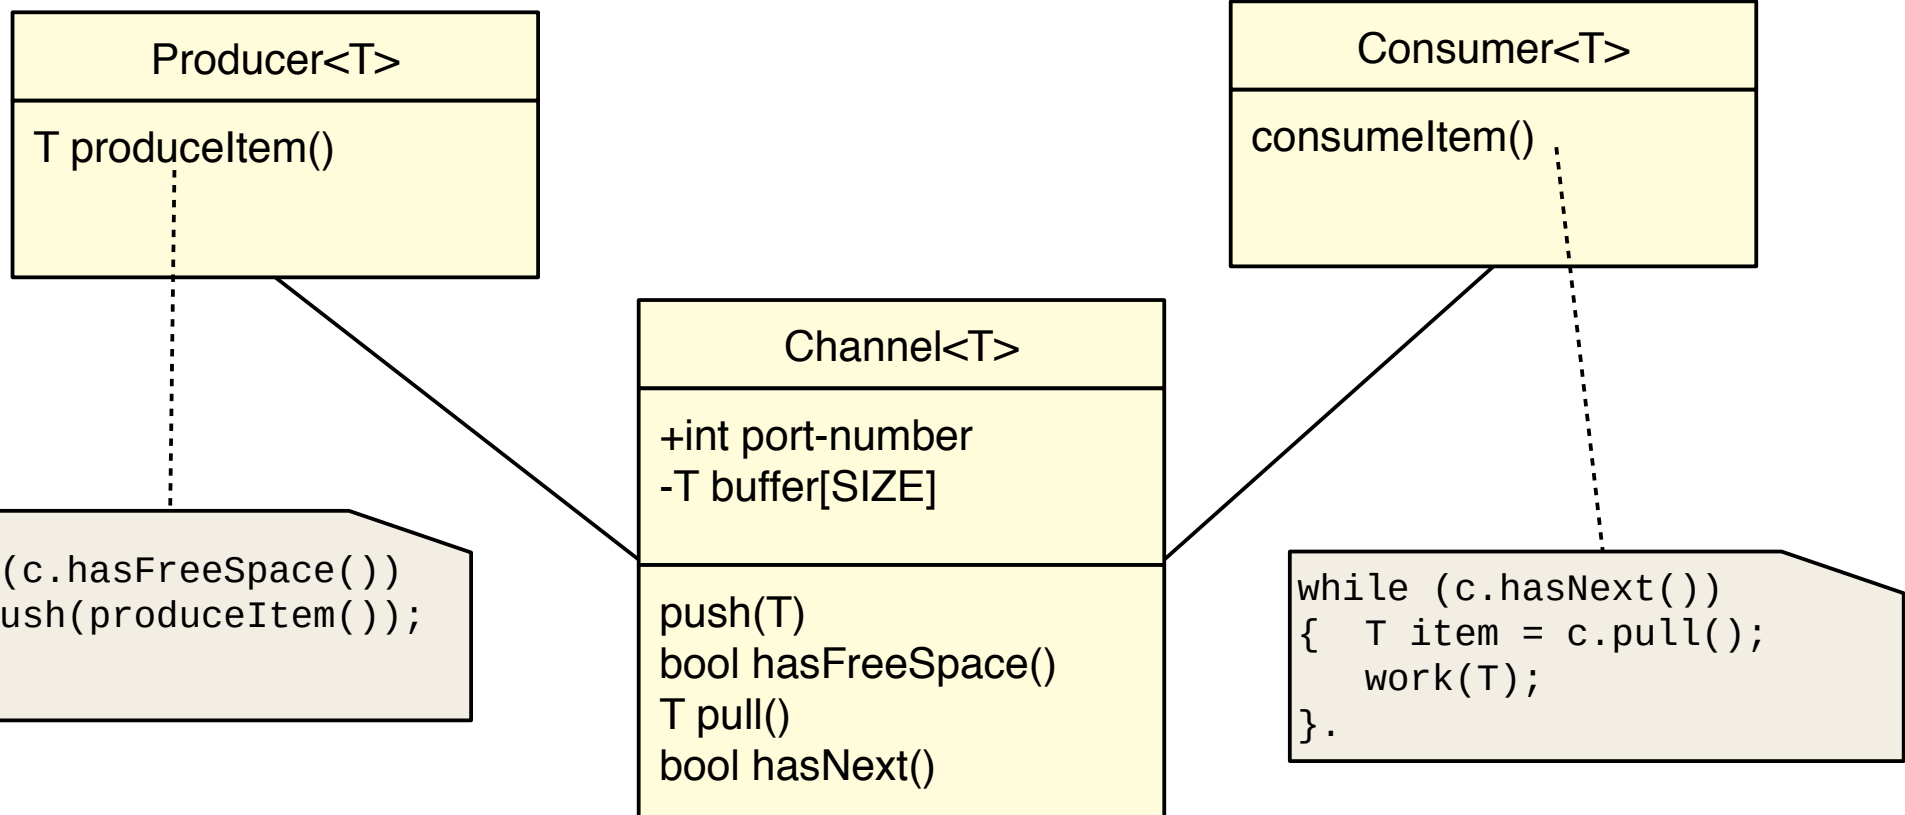 Producer<T>
T produceItem()
Consumer<T>
consumeItem()
Channel<T>
+int port-number
-T buffer[SIZE]
push(T)
bool hasFreeSpace()
T pull()
bool hasNext()
(c.hasFreeSpace())
ush(produceItem());
while (c.hasNext())
{  T item = c.pull();
   work(T);
}.